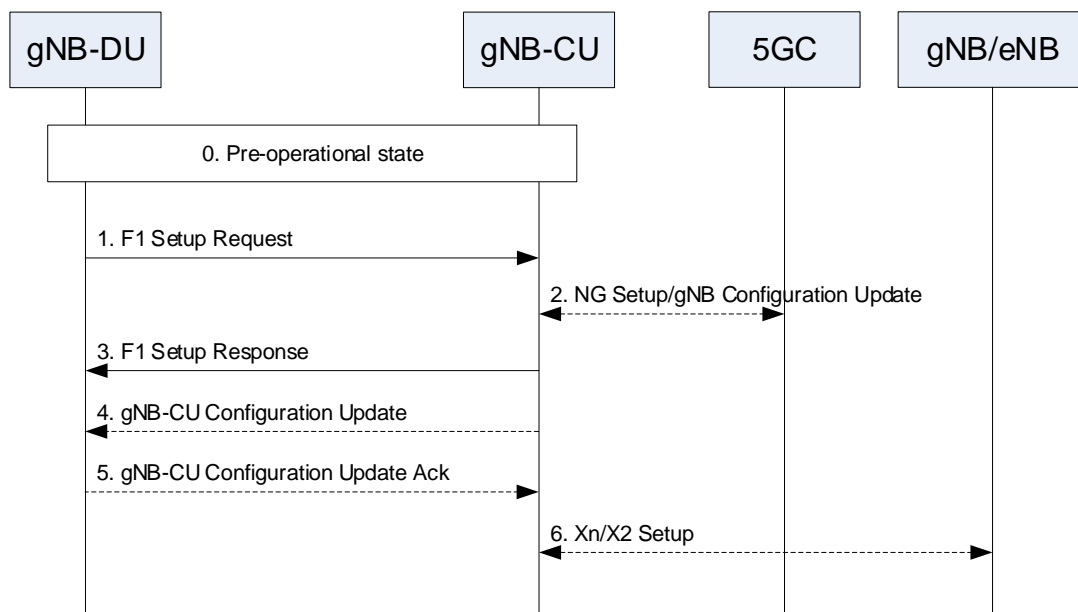 gNB-DU
gNB-CU
5GC
gNB/eNB
0. Pre-operational state
1. F1 Setup Request
2. NG Setup/gNB Configuration Update
3. F1 Setup Response
4. gNB-CU Configuration Update
5. gNB-CU Configuration Update Ack
6. Xn/X2 Setup